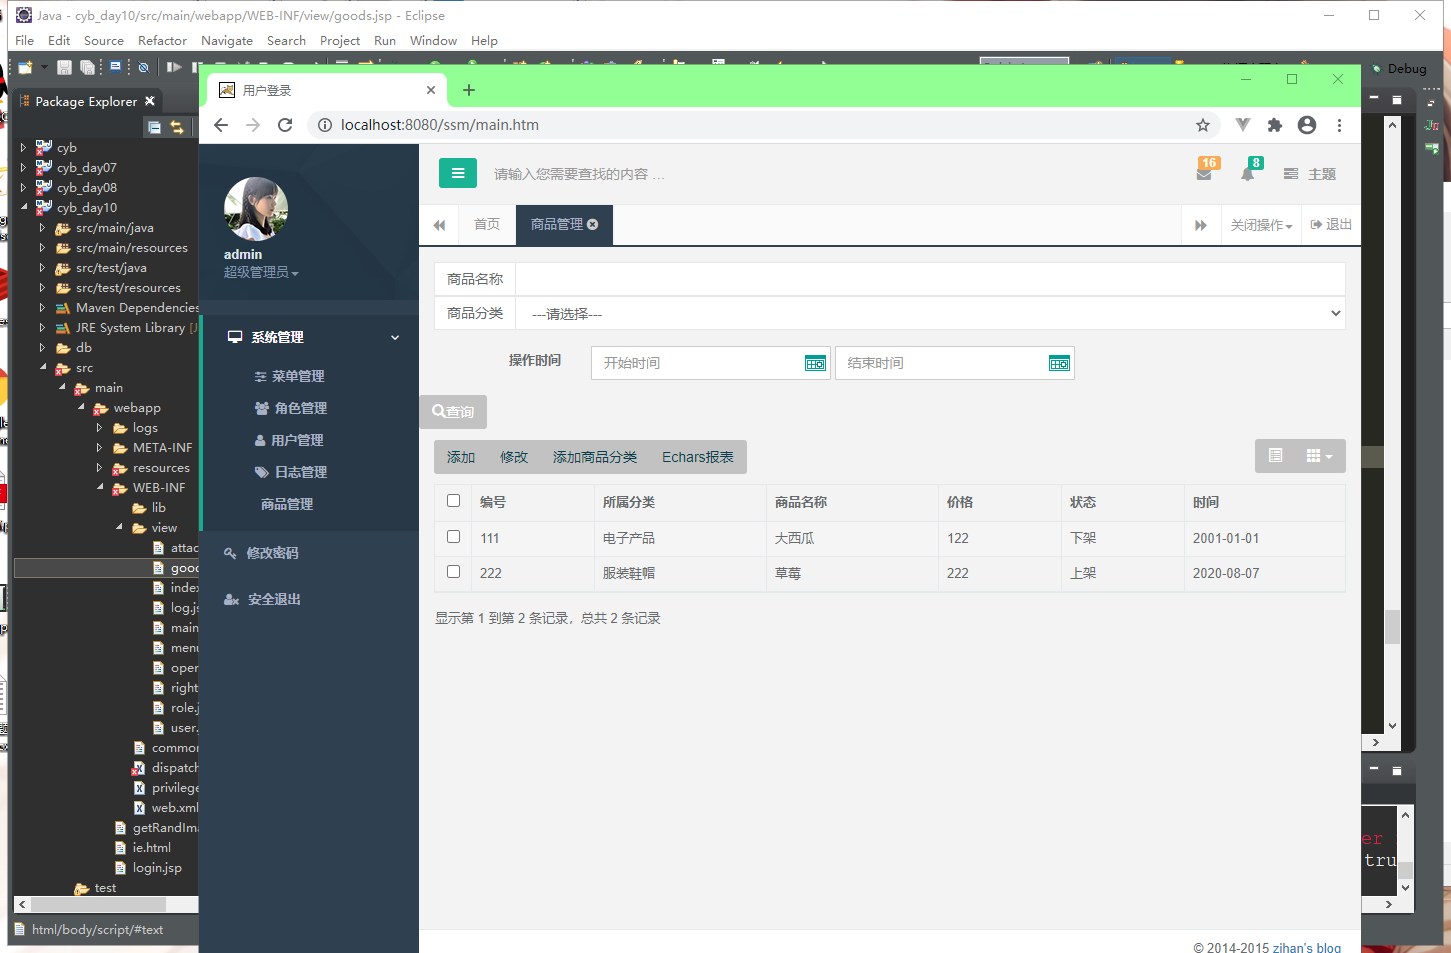 Java - cyb_day10/src/main/webapp/WEB-INF/view/goods.jsp - Eclipse
File Edit Source Refactor Navigate Search Project Run Window Help
Debug
Package Explorer
cyb
cyb_day07
cyb_day08
cyb_day10
src/main/java
src/main/resources
src/test/java
src/test/resources
Maven Dependencies
JRE System Library
db
src
main
webapp
logs
META-INF
resources
WEB-INF
lib
view
attac
good
index
log.js
main
menu
oper
right
role.j
user.
common
dispatch
privilege
web.xml
getRandIma
ie.html
login.jsp
test
html/body/script/#text
用户登录
localhost:8080/ssm/main.htm
admin
超级管理员
系统管理
菜单管理
角色管理
用户管理
日志管理
商品管理
修改密码
安全退出
请输入您需要查找的内容 …
16
8
主题
首页
商品管理
关闭操作
退出
商品名称
商品分类 ---请选择---
操作时间 开始时间 结束时间
查询
添加 修改 添加商品分类 Echars报表
编号 所属分类 商品名称 价格 状态 时间
111 电子产品 大西瓜 122 下架 2001-01-01
222 服装鞋帽 草莓 222 上架 2020-08-07
显示第 1 到第 2 条记录，总共 2 条记录
er
tru
© 2014-2015 zihan's blog